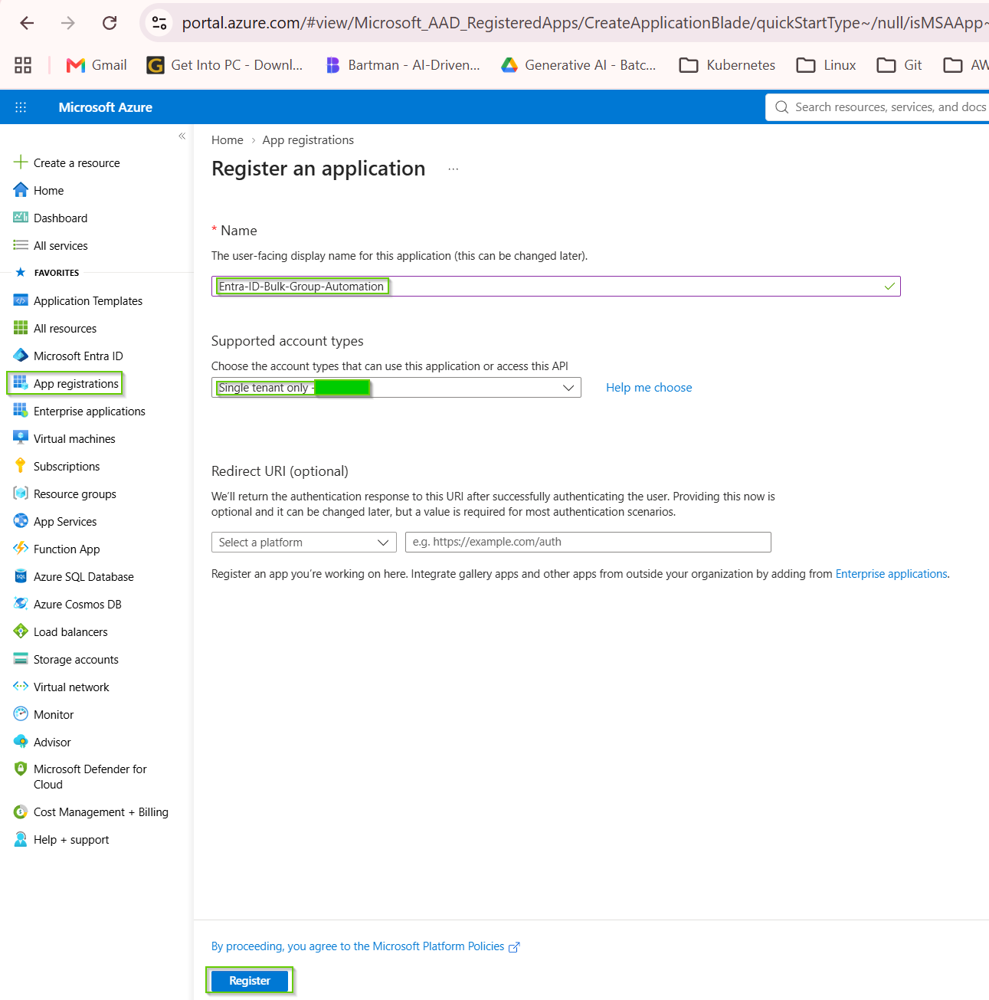 portal.azure.com/#view/Microsoft_AAD_RegisteredApps/CreateApplicationBlade/quickStartType~/null/isMSAApp~
Gmail
Get Into PC - Downl...
Bartman - AI-Driven...
Generative AI - Batc...
Kubernetes
Linux
Git
AW
Microsoft Azure
Search resources, services, and docs
Create a resource
Home
Dashboard
All services
FAVORITES
Application Templates
All resources
Microsoft Entra ID
App registrations
Enterprise applications
Virtual machines
Subscriptions
Resource groups
App Services
Function App
Azure SQL Database
Azure Cosmos DB
Load balancers
Storage accounts
Virtual network
Monitor
Advisor
Microsoft Defender for
Cloud
Cost Management + Billing
Help + support
Home > App registrations
Register an application ...
* Name
The user-facing display name for this application (this can be changed later).
Entra-ID-Bulk-Group-Automation
Supported account types
Choose the account types that can use this application or access this API
Single tenant only -
Help me choose
Redirect URI (optional)
We'll return the authentication response to this URI after successfully authenticating the user. Providing this now is
optional and it can be changed later, but a value is required for most authentication scenarios.
Select a platform
e.g. https://example.com/auth
Register an app you're working on here. Integrate gallery apps and other apps from outside your organization by adding from Enterprise applications.
By proceeding, you agree to the Microsoft Platform Policies
Register